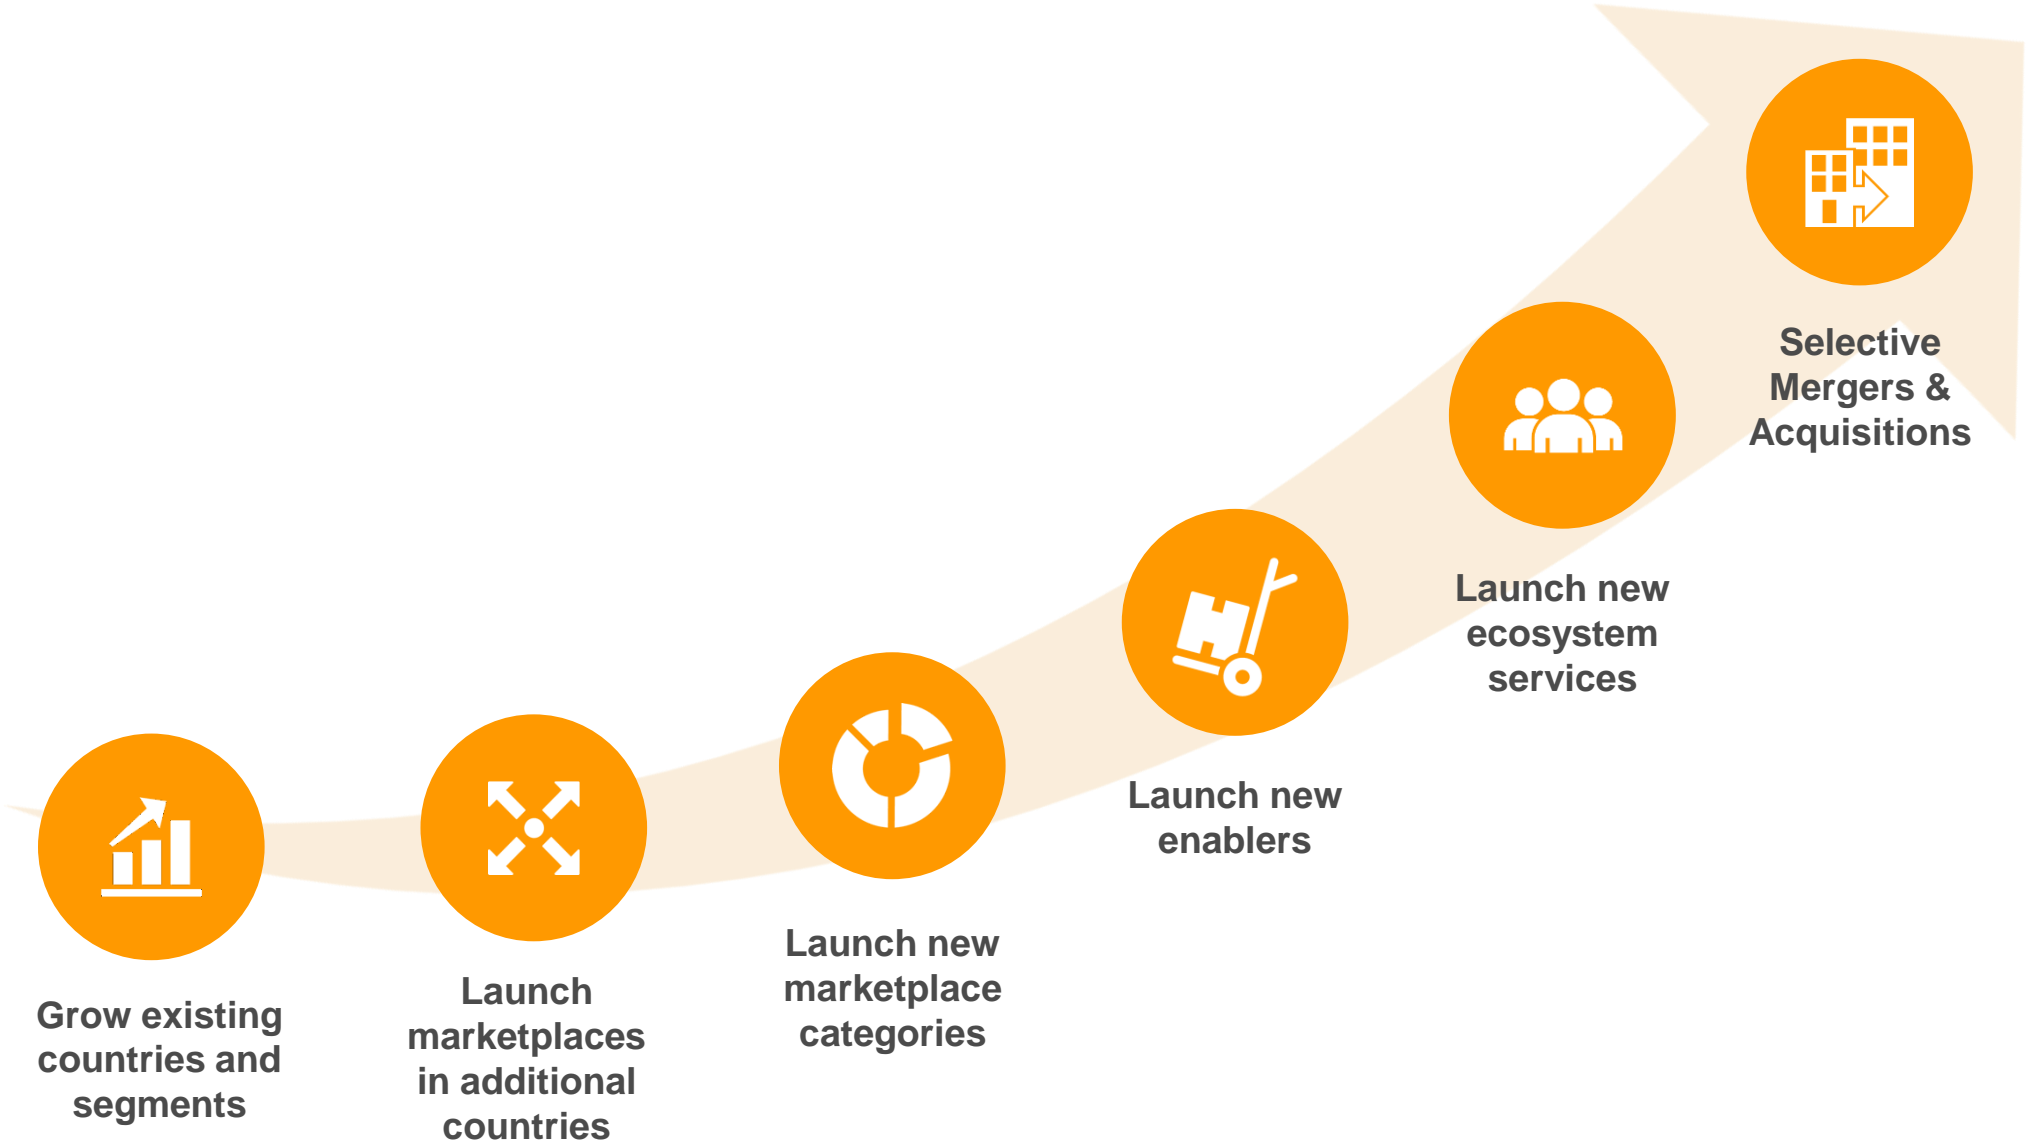 Grow existing
countries and
segments
Launch
marketplaces
in additional
countries
Launch new
marketplace
categories
Launch new
enablers
Launch new
ecosystem
services
Selective
Mergers &
Acquisitions